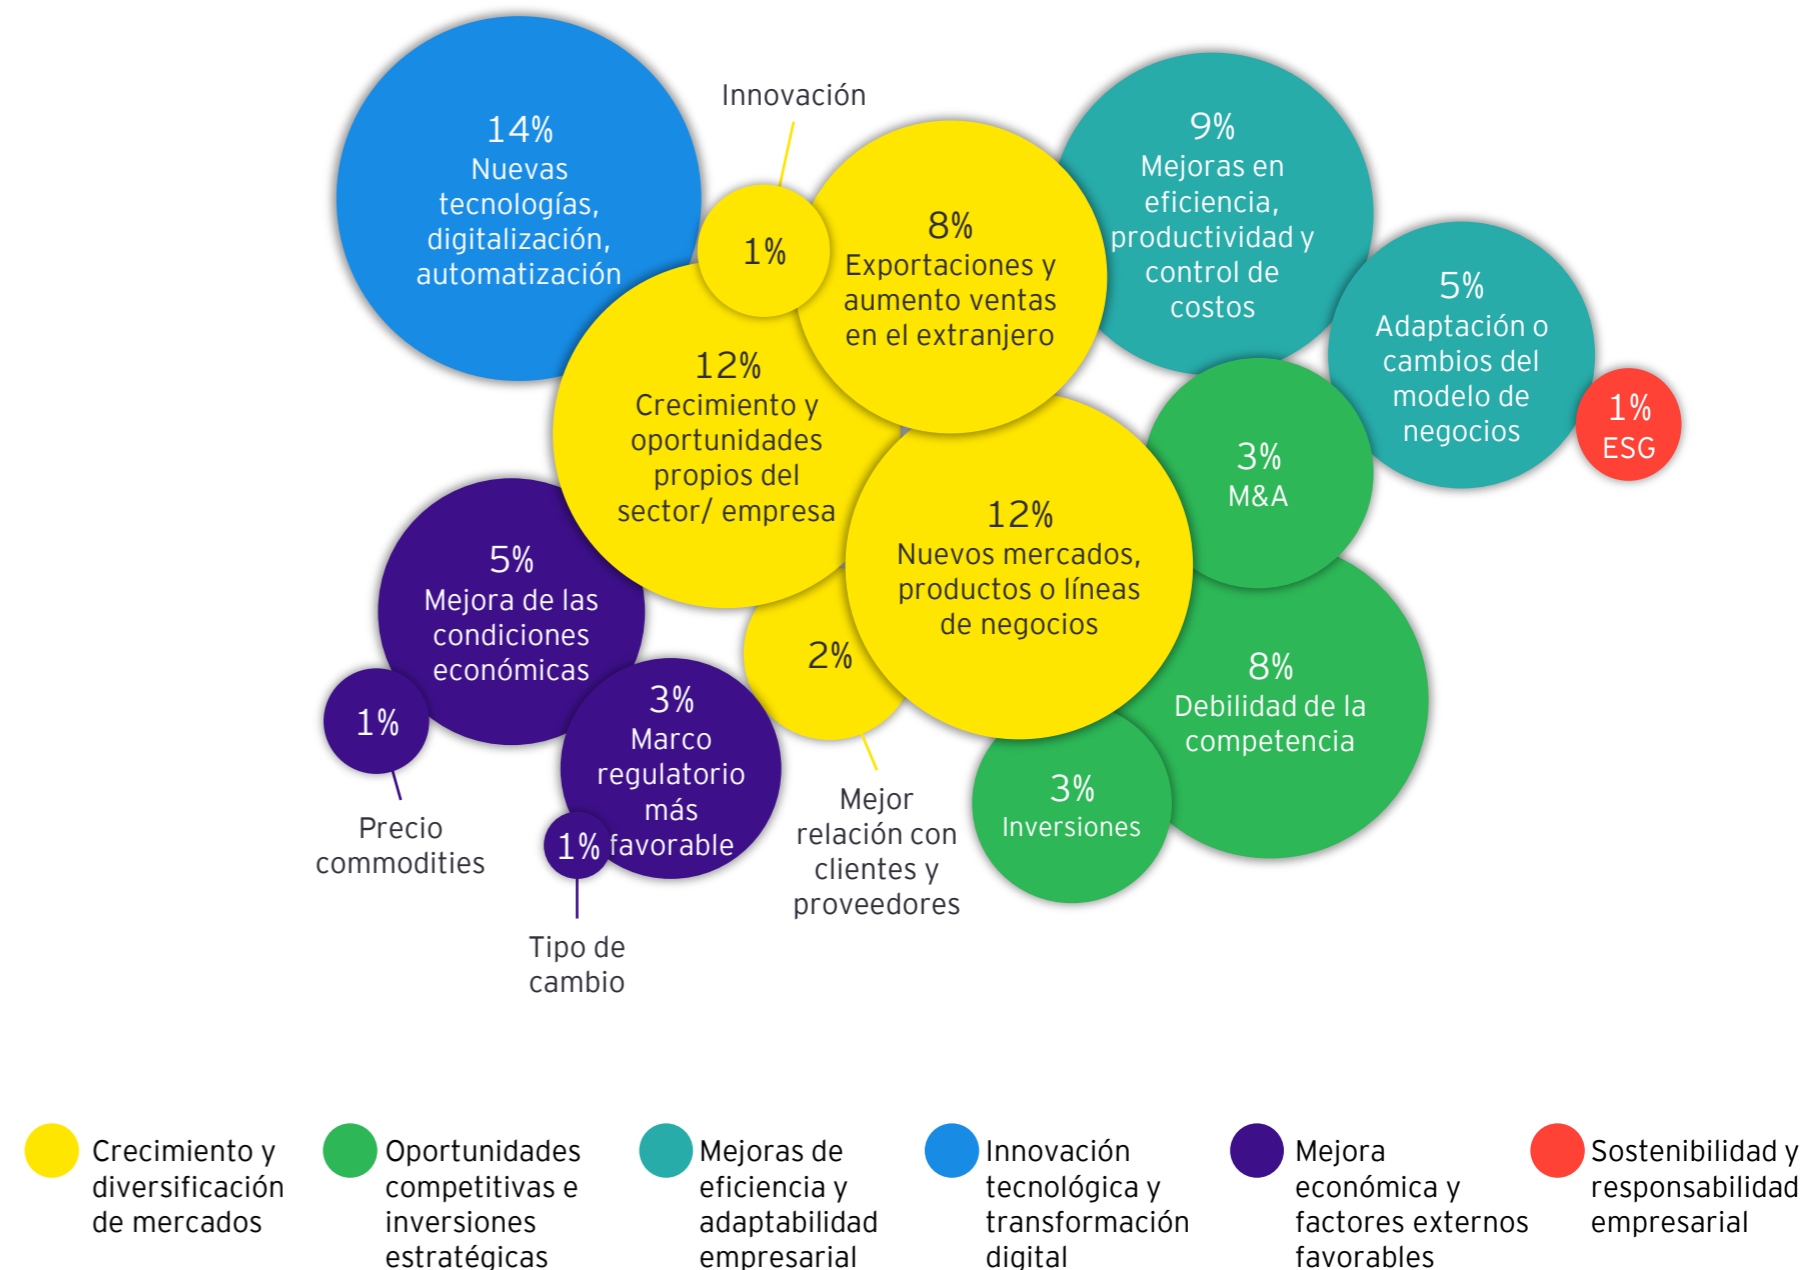 14%
Nuevas
tecnologías,
digitalización,
automatización
Innovación
1%
8%
Exportaciones y
aumento ventas
en el extranjero
9%
Mejoras en
eficiencia,
productividad y
control de
costos
5%
Adaptación o
cambios del
modelo de
negocios
1%
ESG
12%
Crecimiento y
oportunidades
propios del
sector/ empresa
3%
M&A
12%
Nuevos mercados,
productos o líneas
de negocios
5%
Mejora de las
condiciones
económicas
1%
Precio
commodities
3%
Marco
regulatorio
más
favorable
1%
Tipo de
cambio
2%
Mejor
relación con
clientes y
proveedores
8%
Debilidad de la
competencia
3%
Inversiones
Crecimiento y
diversificación
de mercados
Oportunidades
competitivas e
inversiones
estratégicas
Mejoras de
eficiencia y
adaptabilidad
empresarial
Innovación
tecnológica y
transformación
digital
Mejora
económica y
factores externos
favorables
Sostenibilidad y
responsabilidad
empresarial